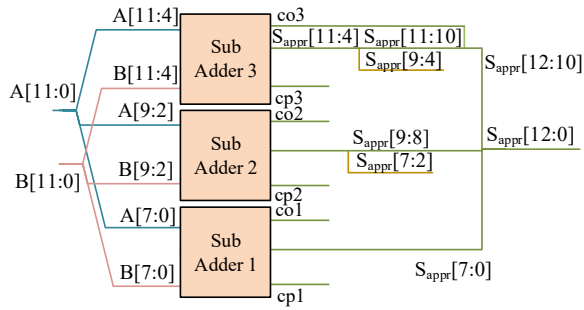 A[11:4]
co3
S_appr[11:4] S_appr[11:10]
Sub
Adder 3
S_appr[9:4]
S_appr[12:10]
B[11:4]
A[11:0]
cp3
A[9:2]
co2
S_appr[12:0]
Sub
Adder 2
S_appr[9:8]
S_appr[7:2]
B[9:2]
B[11:0]
cp2
A[7:0]
co1
Sub
Adder 1
B[7:0]
S_appr[7:0]
cp1